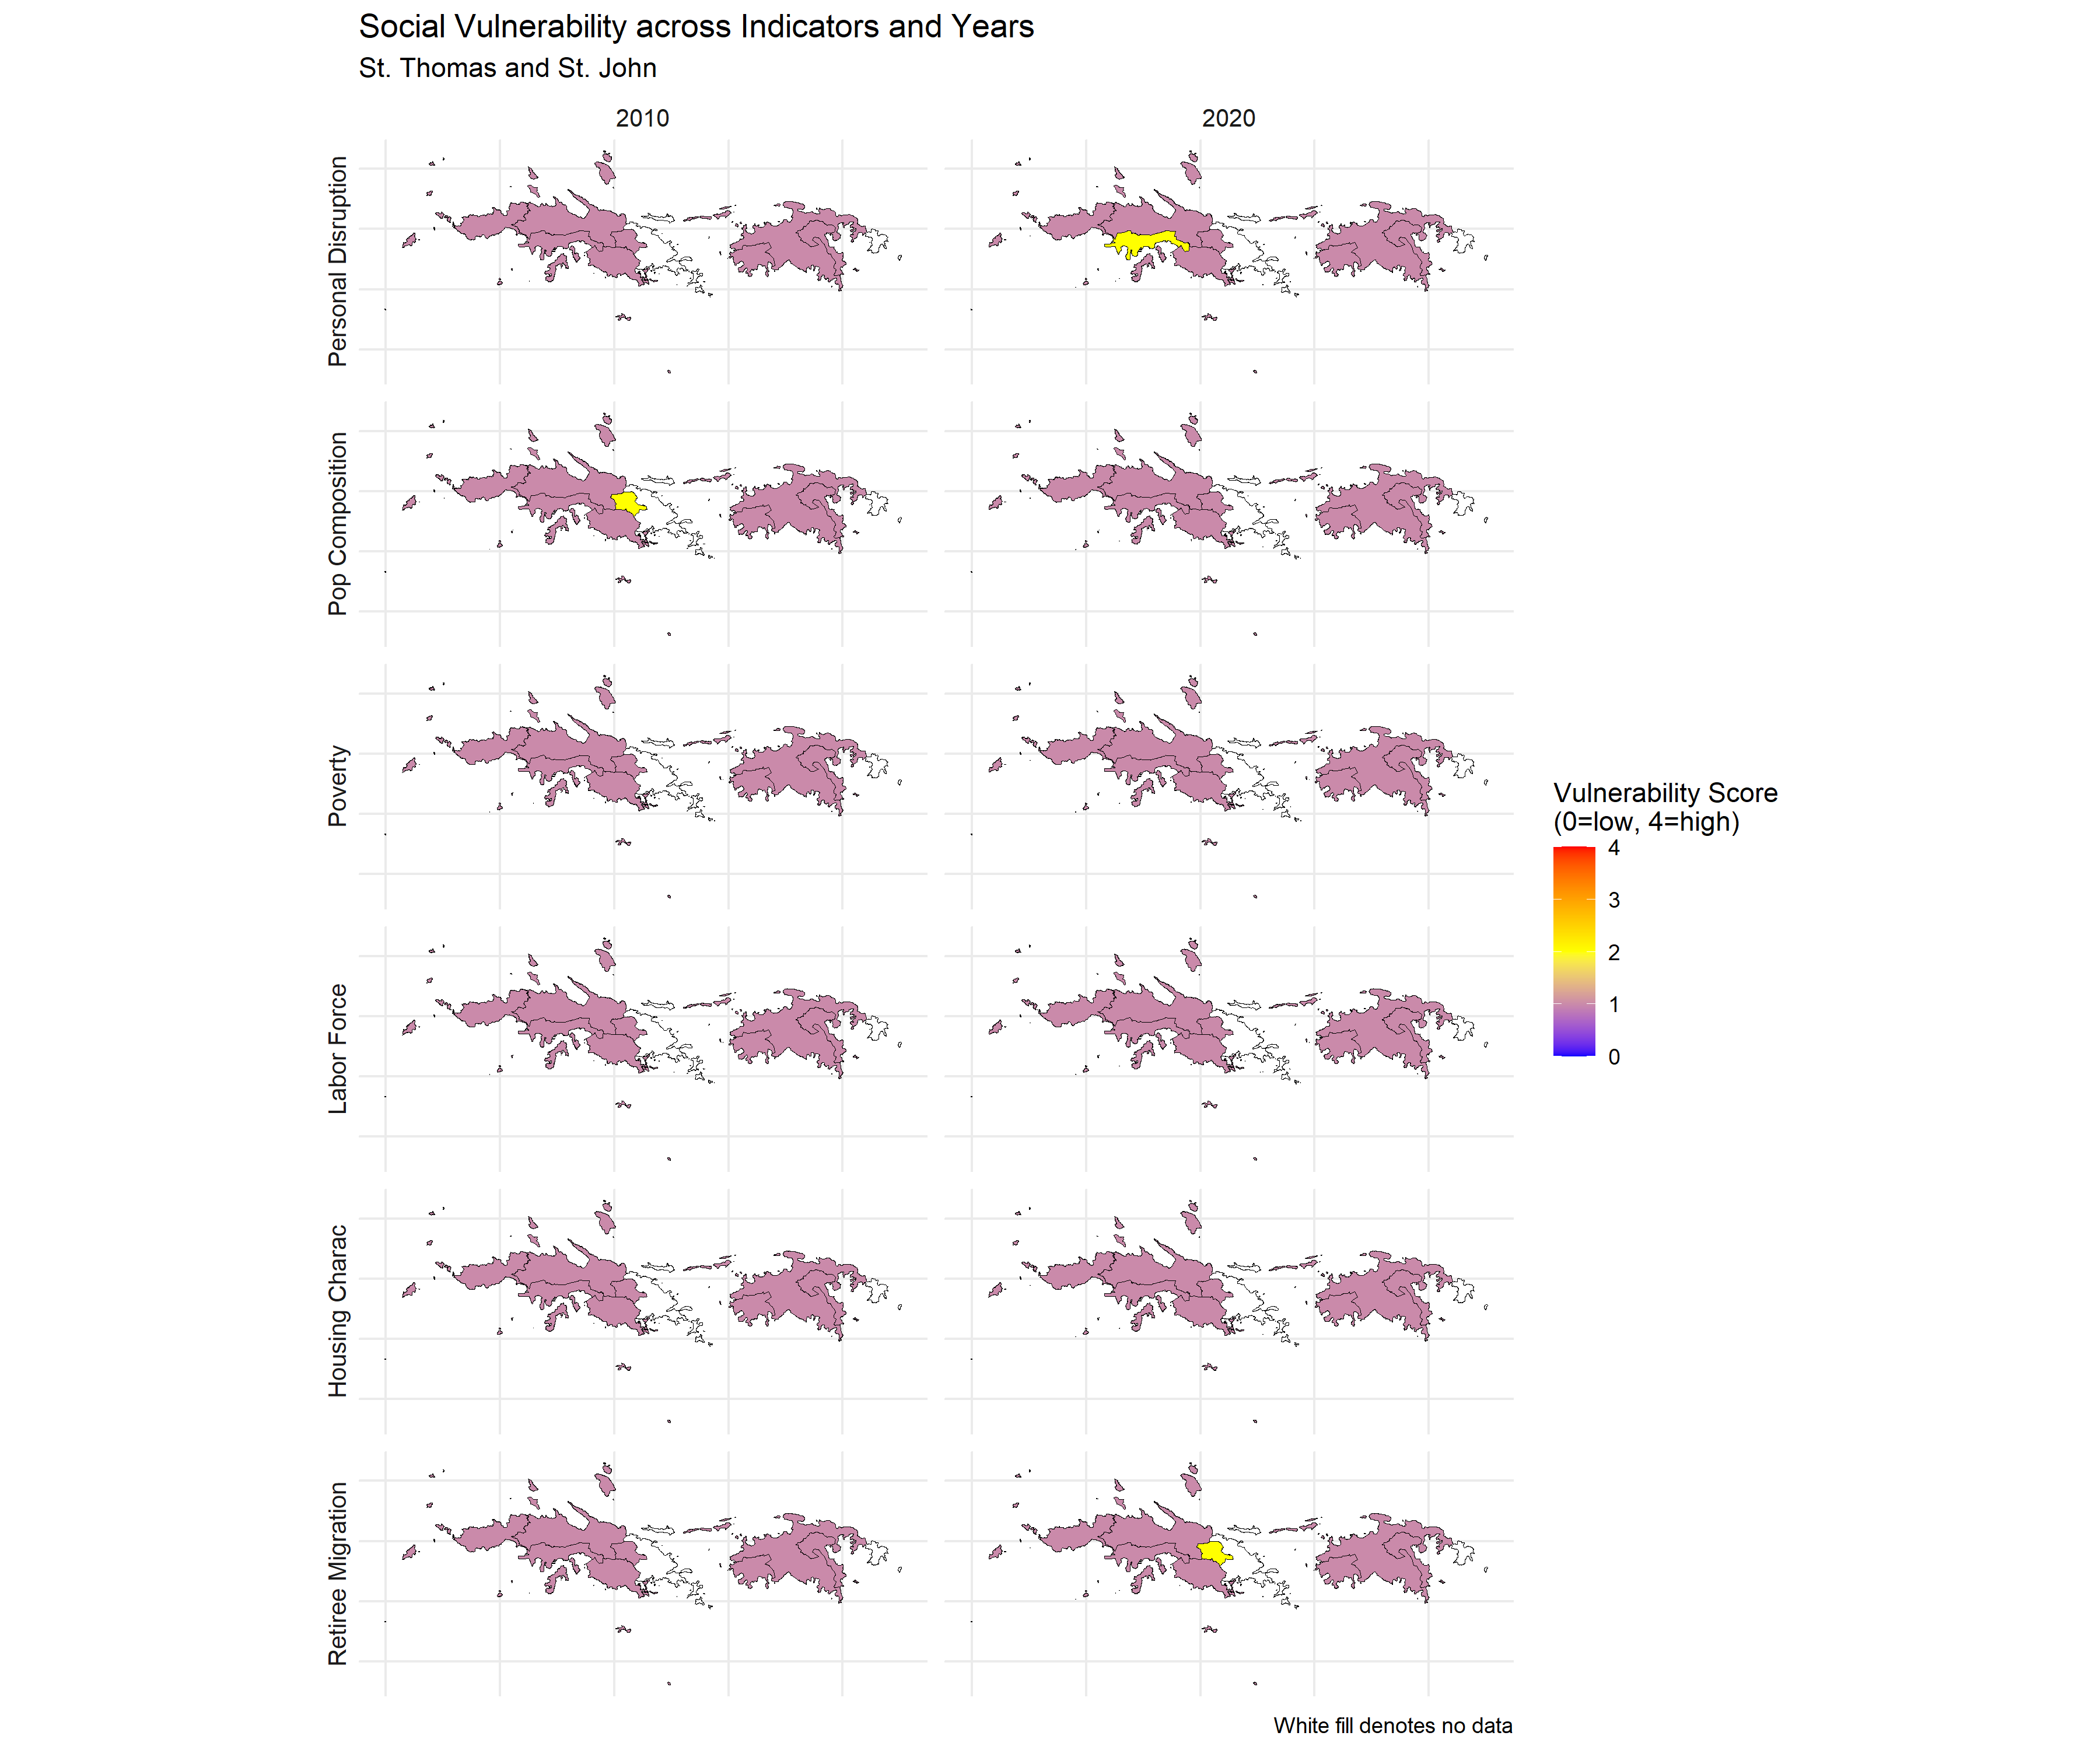 Social Vulnerability across Indicators and Years
St. Thomas and St. John
2010
2020
Personal Disruption
Pop Composition
Poverty
Labor Force
Housing Charac
Retiree Migration
Vulnerability Score
(0=low, 4=high)
4
3
2
1
0
White fill denotes no data